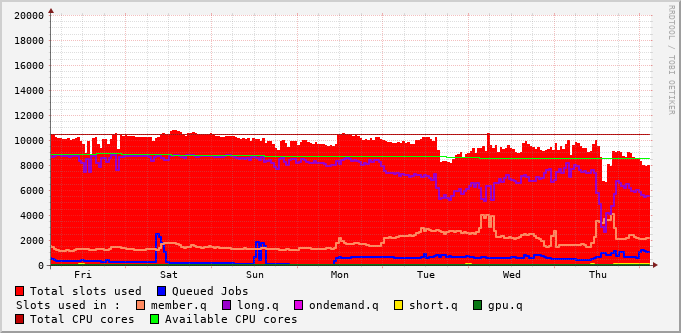 20000
18000
16000
14000
12000
10000
8000
6000
4000
2000
0
Fri Sat Sun Mon Tue Wed Thu
Total slots used Queued Jobs
Slots used in : member.q long.q ondemand.q short.q gpu.q
Total CPU cores Available CPU cores
RRDTOOL / TOBI OETIKER